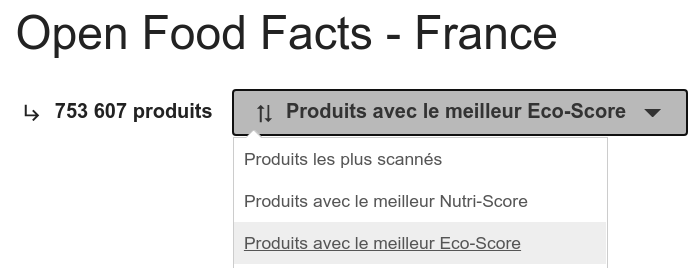 Open Food Facts - France
753 607 produits
Produits avec le meilleur Eco-Score
Produits les plus scannés
Produits avec le meilleur Nutri-Score
Produits avec le meilleur Eco-Score